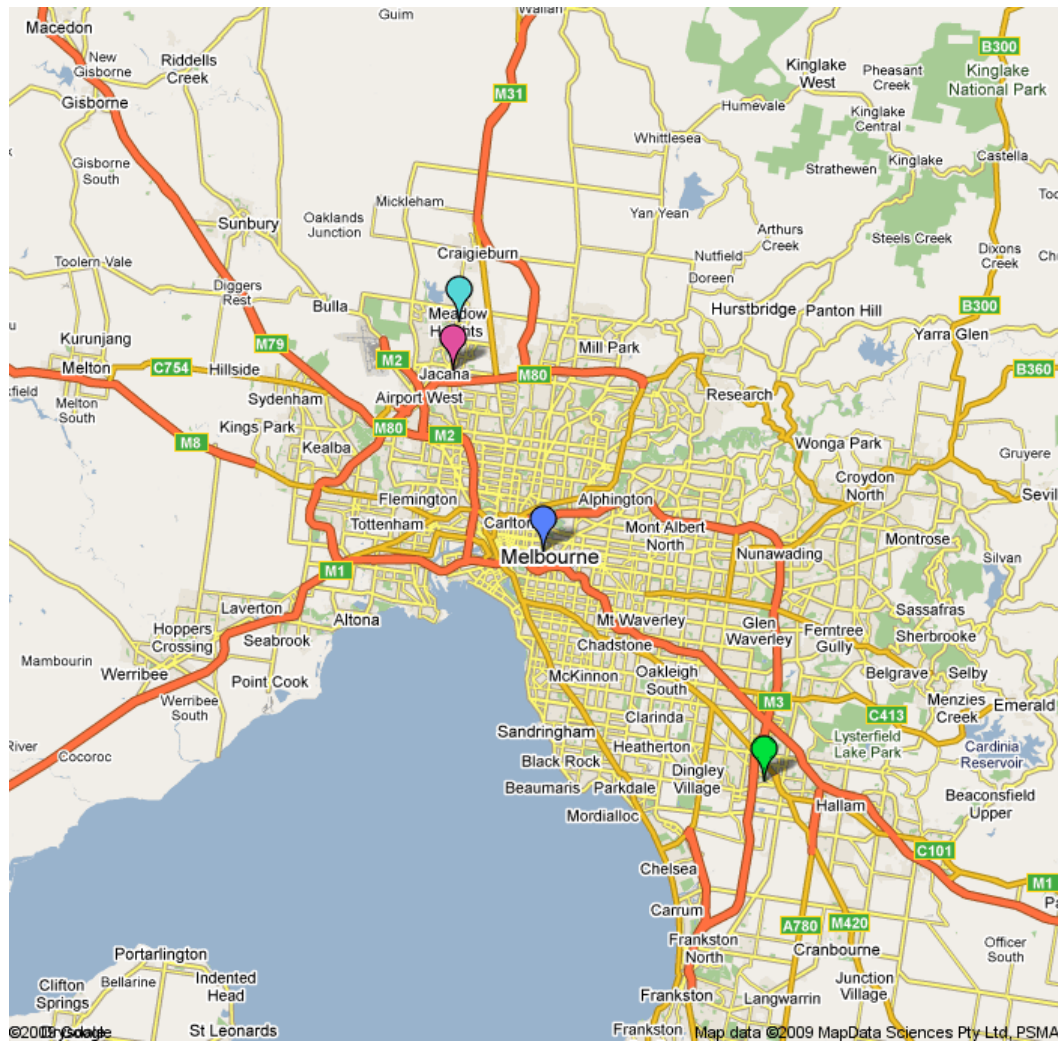 Guim
Wallan
Macedon
New
Gisborne
Riddells
Creek
B300
Kinglake
West
Pheasant
Creek
Kinglake
National Park
Gisborne
M31
Humevale
Kinglake
Central
Whittlesea
Gisborne
South
Strathewen
Kinglake
Castella
Mickleham
Sunbury
Oaklands
Junction
Yan Yean
Arthurs
Creek
Steels Creek
Dixons
Creek
Toolern Vale
Craigieburn
Nutfield
Doreen
Diggers
Rest
Bulla
Hurstbridge
Panton Hill
B300
Meadow
Heights
Kurunjang
Melton
C754
Hillside
M79
M2
Mill Park
Yarra Glen
Jacana
M80
B360
Melton
South
Sydenham
Airport West
Research
Kings Park
M8
M80
M2
Kealba
Wonga Park
Gruyere
Croydon
North
Flemington
Alphington
Tottenham
Carlton
Mont Albert
North
Melbourne
Nunawading
Montrose
Silvan
M1
Laverton
Altona
Mt Waverley
Glen
Waverley
Sassafras
Hoppers
Crossing
Seabrook
Chadstone
Ferntree
Gully
Sherbrooke
Mambourin
Werribee
Point Cook
McKinnon
Oakleigh
South
Belgrave
Selby
Werribee
South
M3
Menzies
Creek
Emerald
Clarinda
C413
Sandringham
Heatherton
Lysterfield
Lake Park
Cardinia
Reservoir
River
Cocoroc
Black Rock
Dingley
Village
Beaumaris
Parkdale
Hallam
Beaconsfield
Upper
Mordialloc
C101
Chelsea
M1
Carrum
A780
M420
Frankston
North
Cranbourne
Officer
South
Portarlington
Clifton
Springs
Bellarine
Indented
Head
Junction
Village
Frankston
Langwarrin
St Leonards
Frankston
Map data ©2009 MapData Sciences Pty Ltd, PSMA